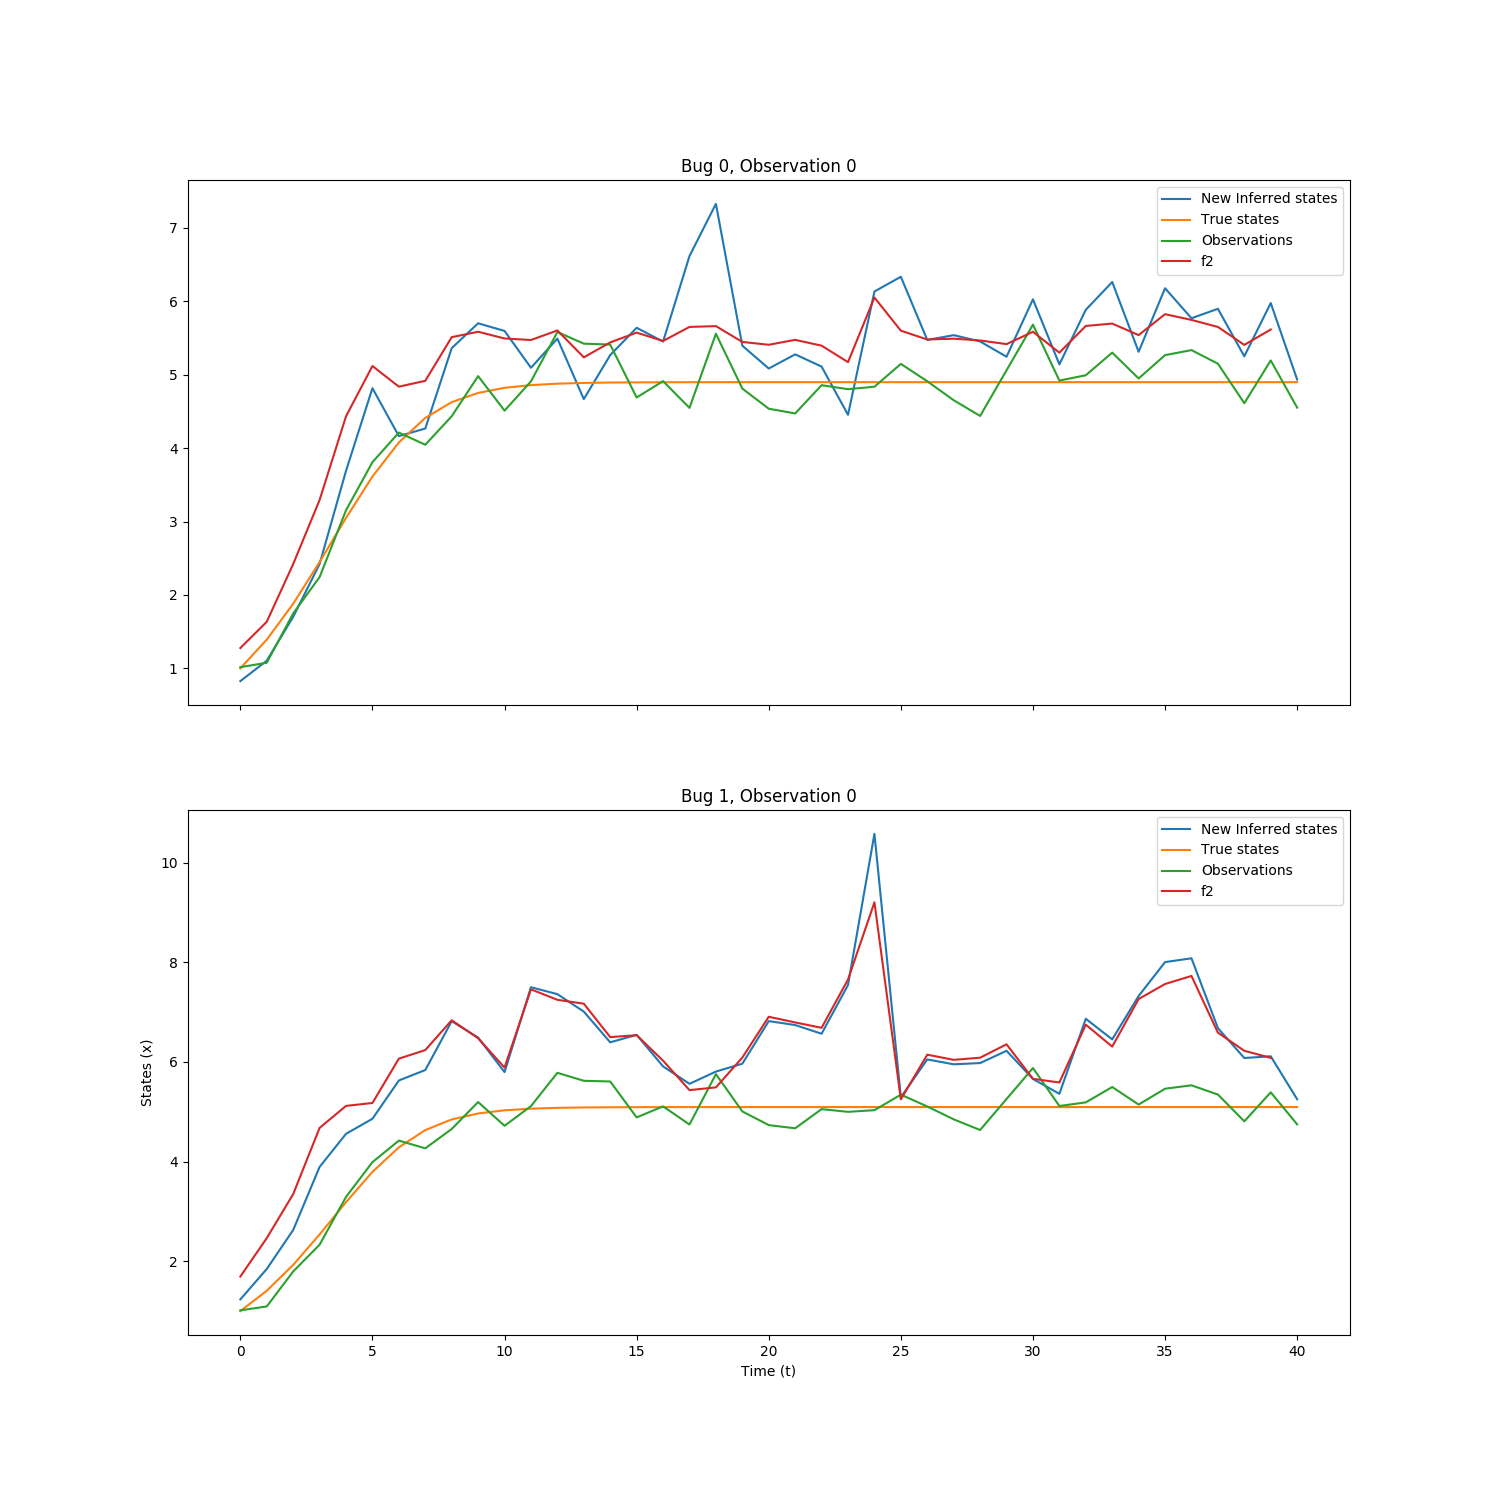 Bug 0, Observation 0
New Inferred states
True states
Observations
f2
7
6
5
4
3
2
1
Bug 1, Observation 0
New Inferred states
True states
Observations
f2
States (x)
10
8
6
4
2
0 5 10 15 20 25 30 35 40
Time (t)